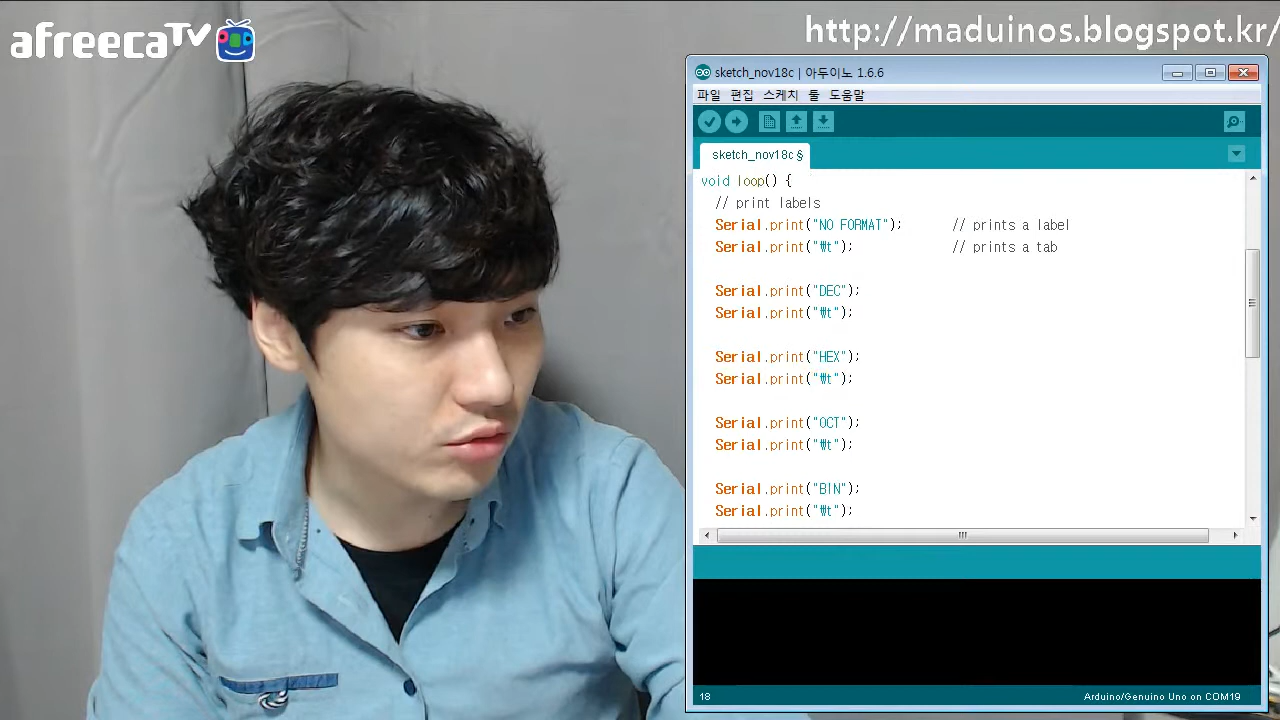 afreecaTV
http://maduinos.blogspot.kr/
sketch_nov18c | 아두이노 1.6.6
파일 편집 스케치 툴 도움말
sketch_nov18c §
void loop() {
// print labels
Serial.print("NO FORMAT"); // prints a label
Serial.print("₩t"); // prints a tab
Serial.print("DEC");
Serial.print("₩t");
Serial.print("HEX");
Serial.print("₩t");
Serial.print("OCT");
Serial.print("₩t");
Serial.print("BIN");
Serial.print("₩t");
18
Arduino/Genuino Uno on COM19